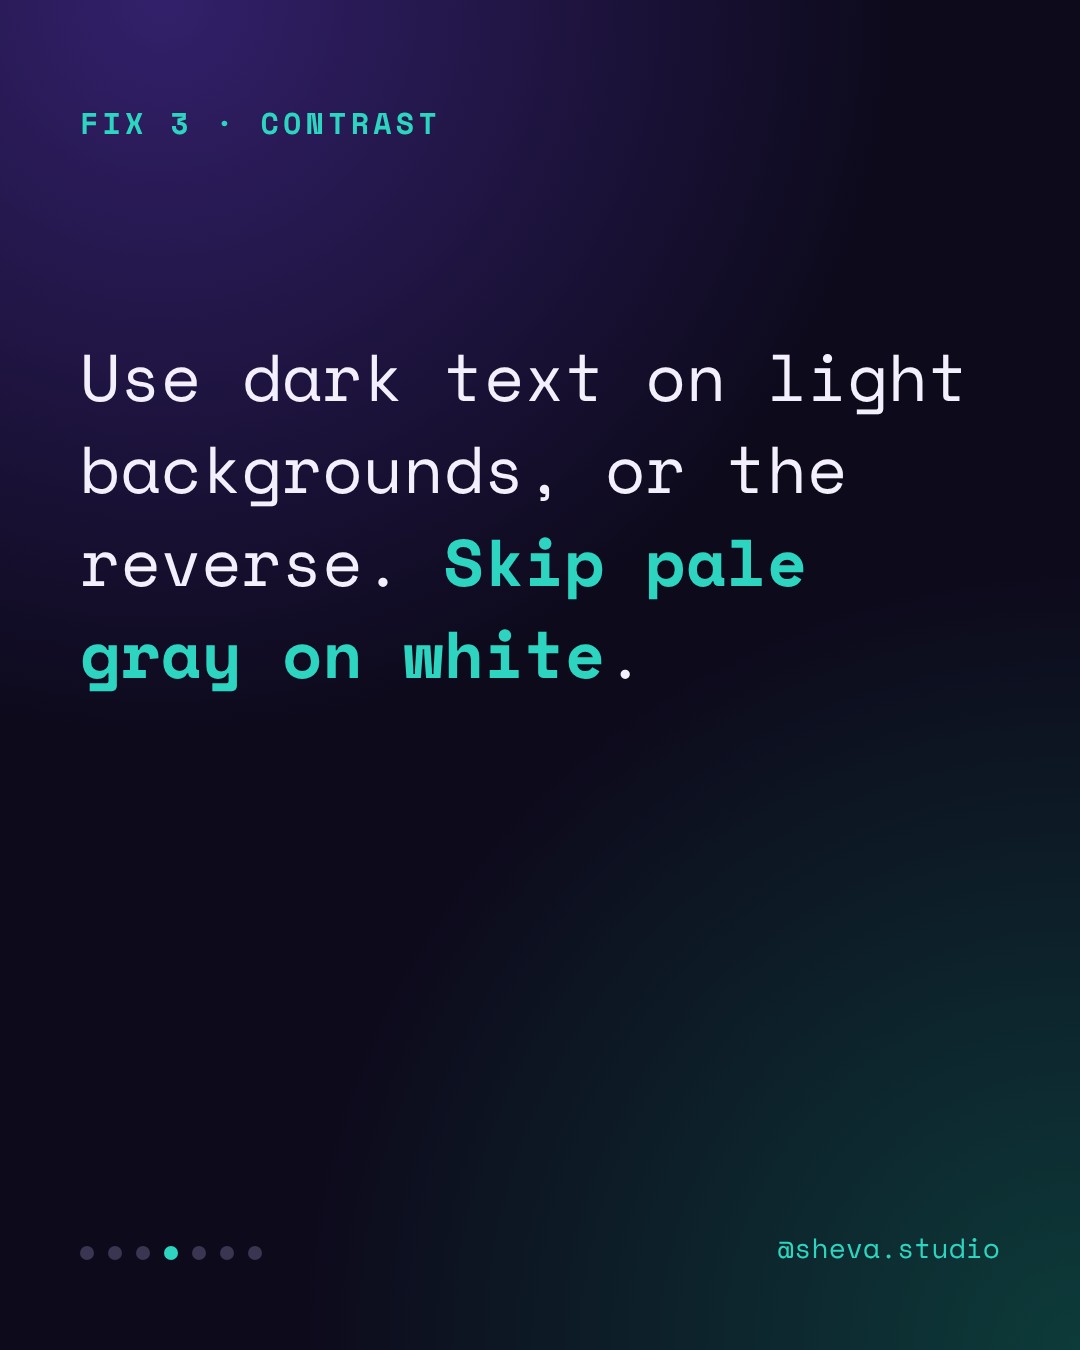 FIX 3 · CONTRAST
Use dark text on light
backgrounds, or the
reverse. Skip pale
gray on white.
@sheva.studio